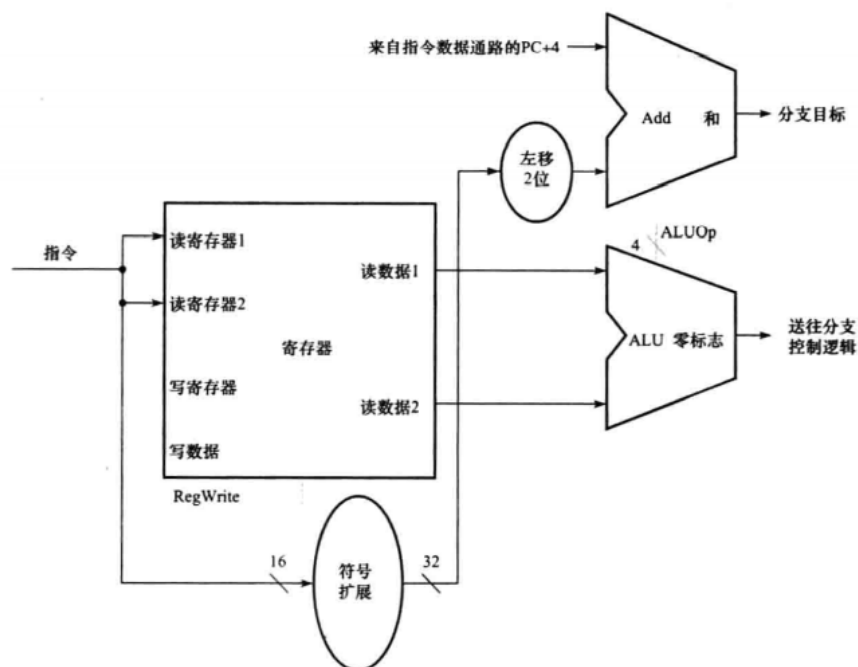 来自指令数据通路的PC+4
Add 和
分支目标
左移
2位
指令
读寄存器1
读寄存器2
读数据1
寄存器
写寄存器
读数据2
写数据
RegWrite
4
ALUOp
ALU 零标志
送往分支
控制逻辑
16
符号
扩展
32